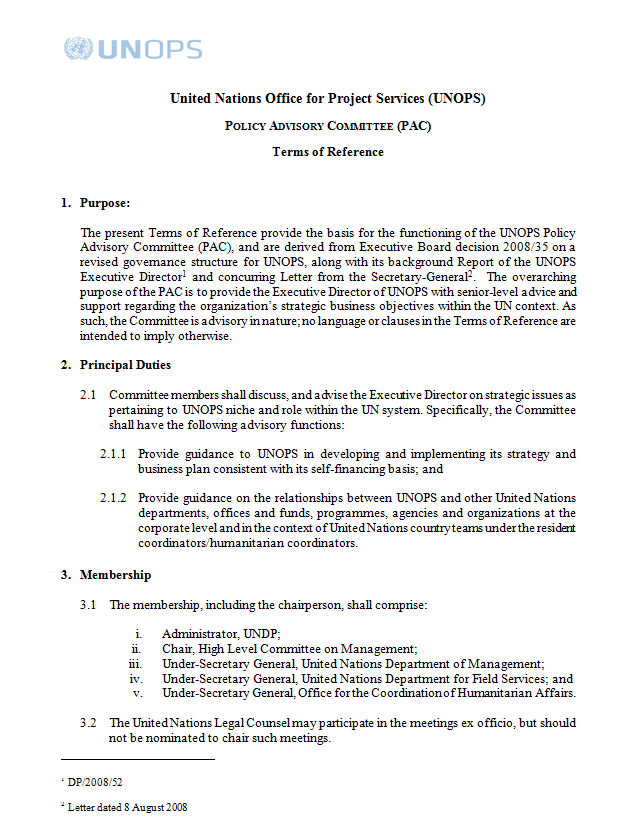 UNOPS
United Nations Office for Project Services (UNOPS)
POLICY ADVISORY COMMITTEE (PAC)
Terms of Reference
1. Purpose:
The present Terms of Reference provide the basis for the functioning of the UNOPS Policy
Advisory Committee (PAC), and are derived from Executive Board decision 2008/35 on a
revised governance structure for UNOPS, along with its background Report of the UNOPS
Executive Director1 and concurring Letter from the Secretary-General2. The overarching
purpose of the PAC is to provide the Executive Director of UNOPS with senior-level advice and
support regarding the organization's strategic business objectives within the UN context. As
such, the Committee is advisory in nature; no language or clauses in the Terms of Reference are
intended to imply otherwise.
2. Principal Duties
2.1 Committee members shall discuss, and advise the Executive Director on strategic issues as
pertaining to UNOPS niche and role within the UN system. Specifically, the Committee
shall have the following advisory functions:
2.1.1 Provide guidance to UNOPS in developing and implementing its strategy and
business plan consistent with its self-financing basis; and
2.1.2 Provide guidance on the relationships between UNOPS and other United Nations
departments, offices and funds, programmes, agencies and organizations at the
corporate level and in the context of United Nations country teams under the resident
coordinators/humanitarian coordinators.
3. Membership
3.1 The membership, including the chairperson, shall comprise:
i. Administrator, UNDP;
ii. Chair, High Level Committee on Management;
iii. Under-Secretary General, United Nations Department of Management;
iv. Under-Secretary General, United Nations Department for Field Services; and
v. Under-Secretary General, Office for the Coordination of Humanitarian Affairs.
3.2 The United Nations Legal Counsel may participate in the meetings ex officio, but should
not be nominated to chair such meetings.
1 DP/2008/52
2 Letter dated 8 August 2008